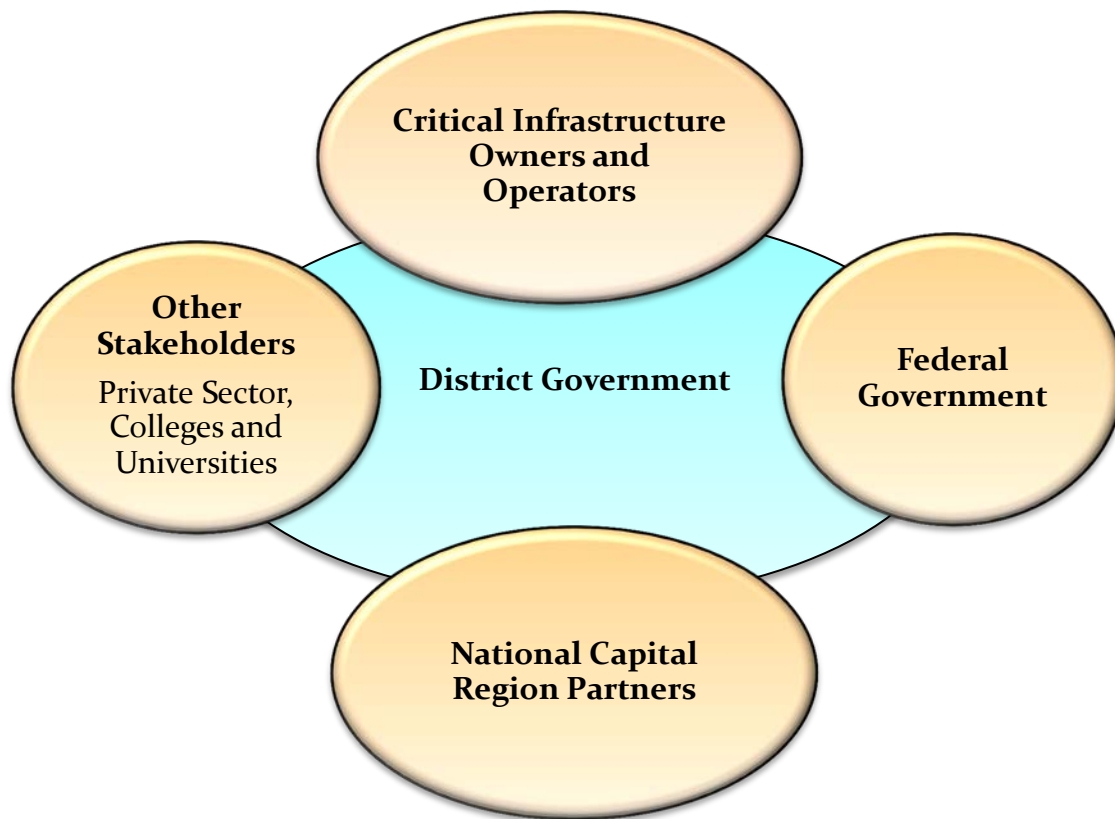 Critical Infrastructure
Owners and
Operators
Other
Stakeholders
Private Sector,
Colleges and
Universities
District Government
Federal
Government
National Capital
Region Partners